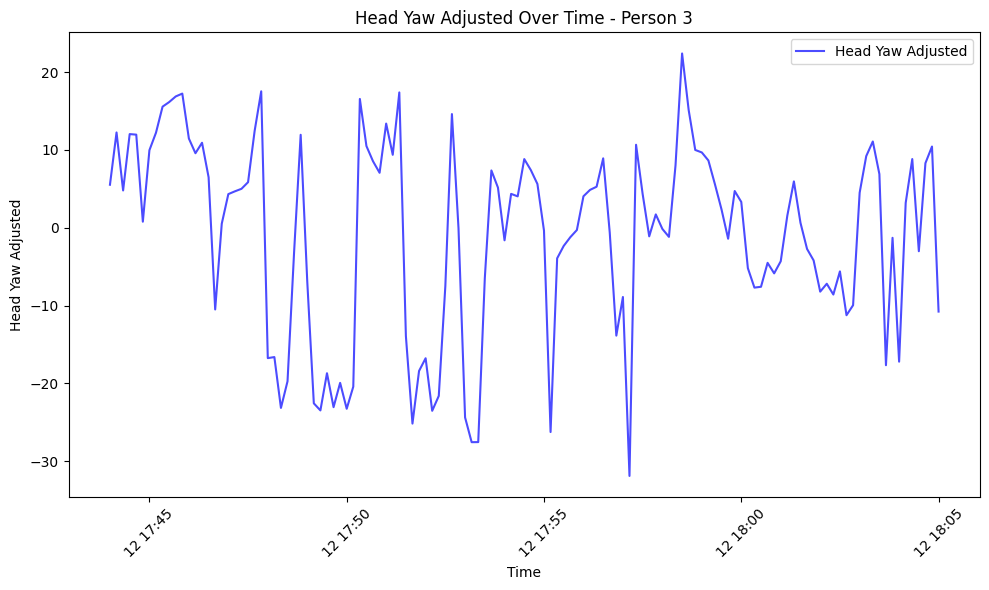 Head Yaw Adjusted Over Time - Person 3
Head Yaw Adjusted
Head Yaw Adjusted
20
10
0
−10
−20
−30
12 17:45
12 17:50
12 17:55
12 18:00
12 18:05
Time